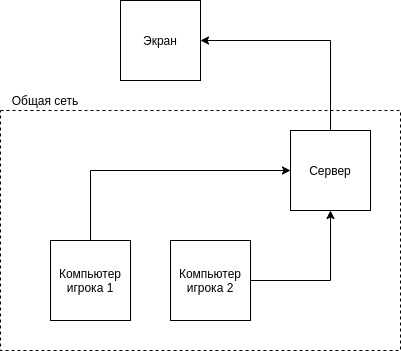 Экран
Общая сеть
Сервер
Компьютер
игрока 1
Компьютер
игрока 2